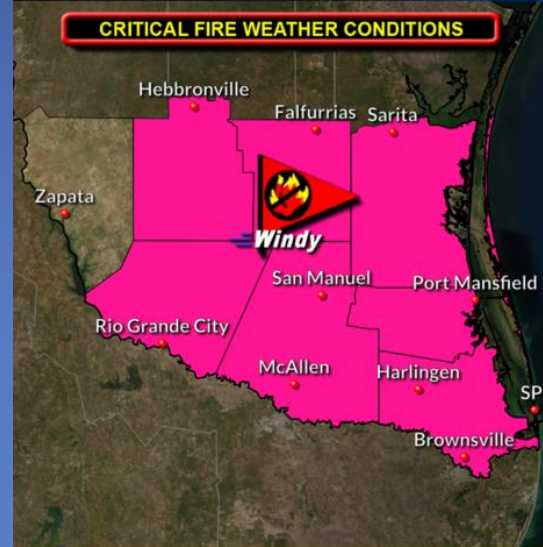 CRITICAL FIRE WEATHER CONDITIONS
Hebbronville
Falfurrias
Sarita
Zapata
Windy
San Manuel
Port Mansfield
Rio Grande City
McAllen
Harlingen
SP
Brownsville